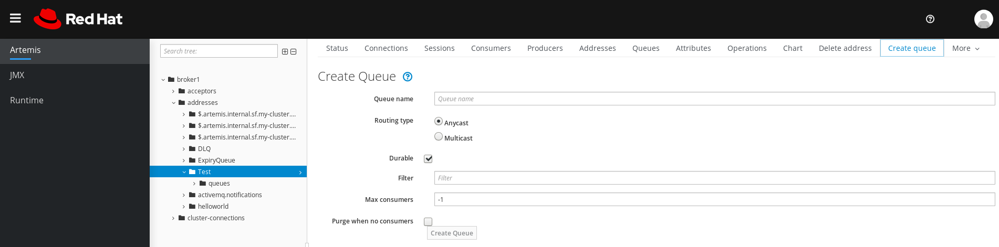 Red Hat
Artemis
JMX
Runtime
Search tree:
broker1
acceptors
addresses
$.artemis.internal.sf.my-cluster....
$.artemis.internal.sf.my-cluster....
$.artemis.internal.sf.my-cluster....
DLQ
ExpiryQueue
Test
queues
activemq.notifications
helloworld
cluster-connections
Status Connections Sessions Consumers Producers Addresses Queues Attributes Operations Chart Delete address Create queue More
Create Queue
Queue name Queue name
Routing type Anycast
Multicast
Durable
Filter Filter
Max consumers -1
Purge when no consumers
Create Queue